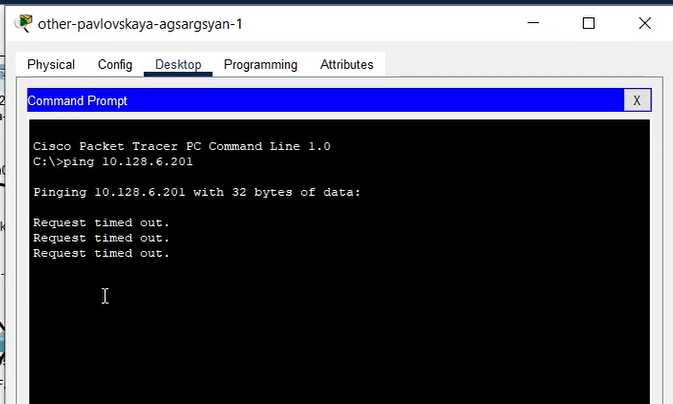 other-pavlovskaya-agsargsyan-1
Physical Config Desktop Programming Attributes
Command Prompt X
Cisco Packet Tracer PC Command Line 1.0
C:\>ping 10.128.6.201
Pinging 10.128.6.201 with 32 bytes of data:
Request timed out.
Request timed out.
Request timed out.